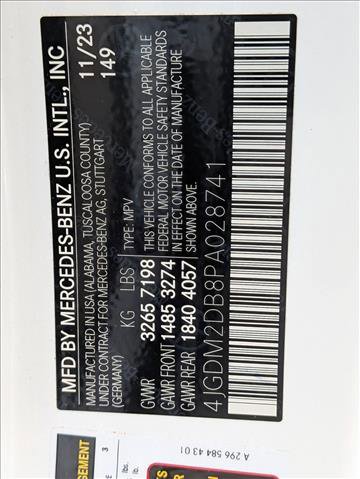 MFD BY MERCEDES-BENZ U.S. INTL., INC
MANUFACTURED IN USA (ALABAMA, TUSCALOOSA COUNTY) 11/23
UNDER CONTRACT FOR MERCEDES-BENZ AG, STUTTGART 149
(GERMANY)
KG LBS TYPE: MPV
GVWR 3265 7198 THIS VEHICLE CONFORMS TO ALL APPLICABLE
GAWR FRONT 1485 3274 FEDERAL MOTOR VEHICLE SAFETY STANDARDS
GAWR REAR 1840 4057 IN EFFECT ON THE DATE OF MANUFACTURE
SHOWN ABOVE.
4JGDM2DB8PA028741
A 296 584 43 01
3
lbs.